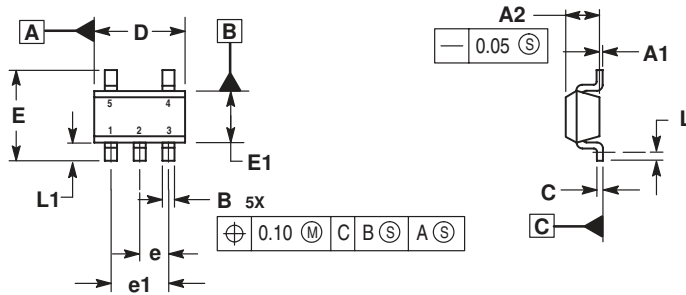 A
D
B
A2
— 0.05 Ⓢ
A1
E
5 4
1 2 3
E1
L1
L
B 5X
C
⌖ 0.10 Ⓜ C B Ⓢ A Ⓢ
C
e
e1